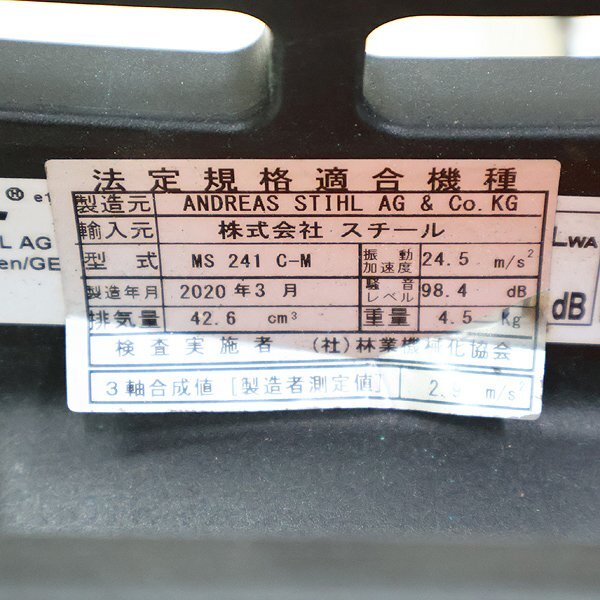 法定規格適合機種
製造元 ANDREAS STIHL AG & Co. KG
輸入元 株式会社 スチール
型式 MS 241 C-M 振動加速度 24.5 m/s²
製造年月 2020年3月 騒音レベル 98.4 dB
排気量 42.6 cm³ 重量 4.5 Kg
検査実施者 (社)林業機械化協会
3軸合成値 [製造者測定値] m/s²
® e1
L AG
en/GE
LWA
dB